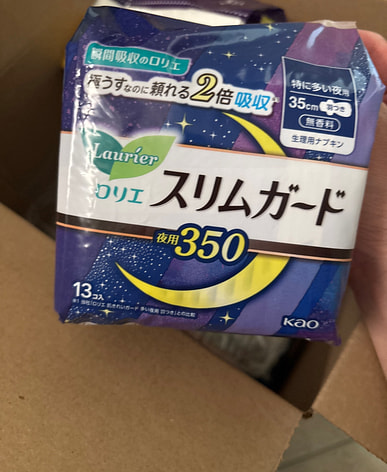 瞬間吸収のロリエ
極うすなのに頼れる2倍吸収※1
特に多い夜用
35cm 羽つき
無香料
生理用ナプキン
Laurier
ロリエ
スリムガード
夜用350
13コ入
Kao